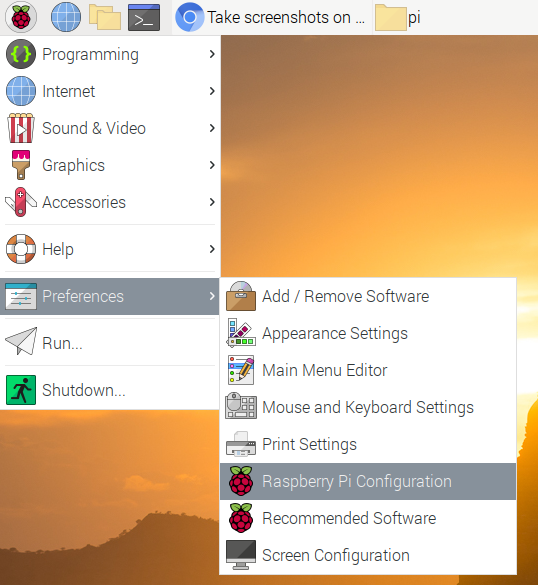 Take screenshots on ...
pi
Programming
Internet
Sound & Video
Graphics
Accessories
Help
Preferences
Run...
Shutdown...
Add / Remove Software
Appearance Settings
Main Menu Editor
Mouse and Keyboard Settings
Print Settings
Raspberry Pi Configuration
Recommended Software
Screen Configuration